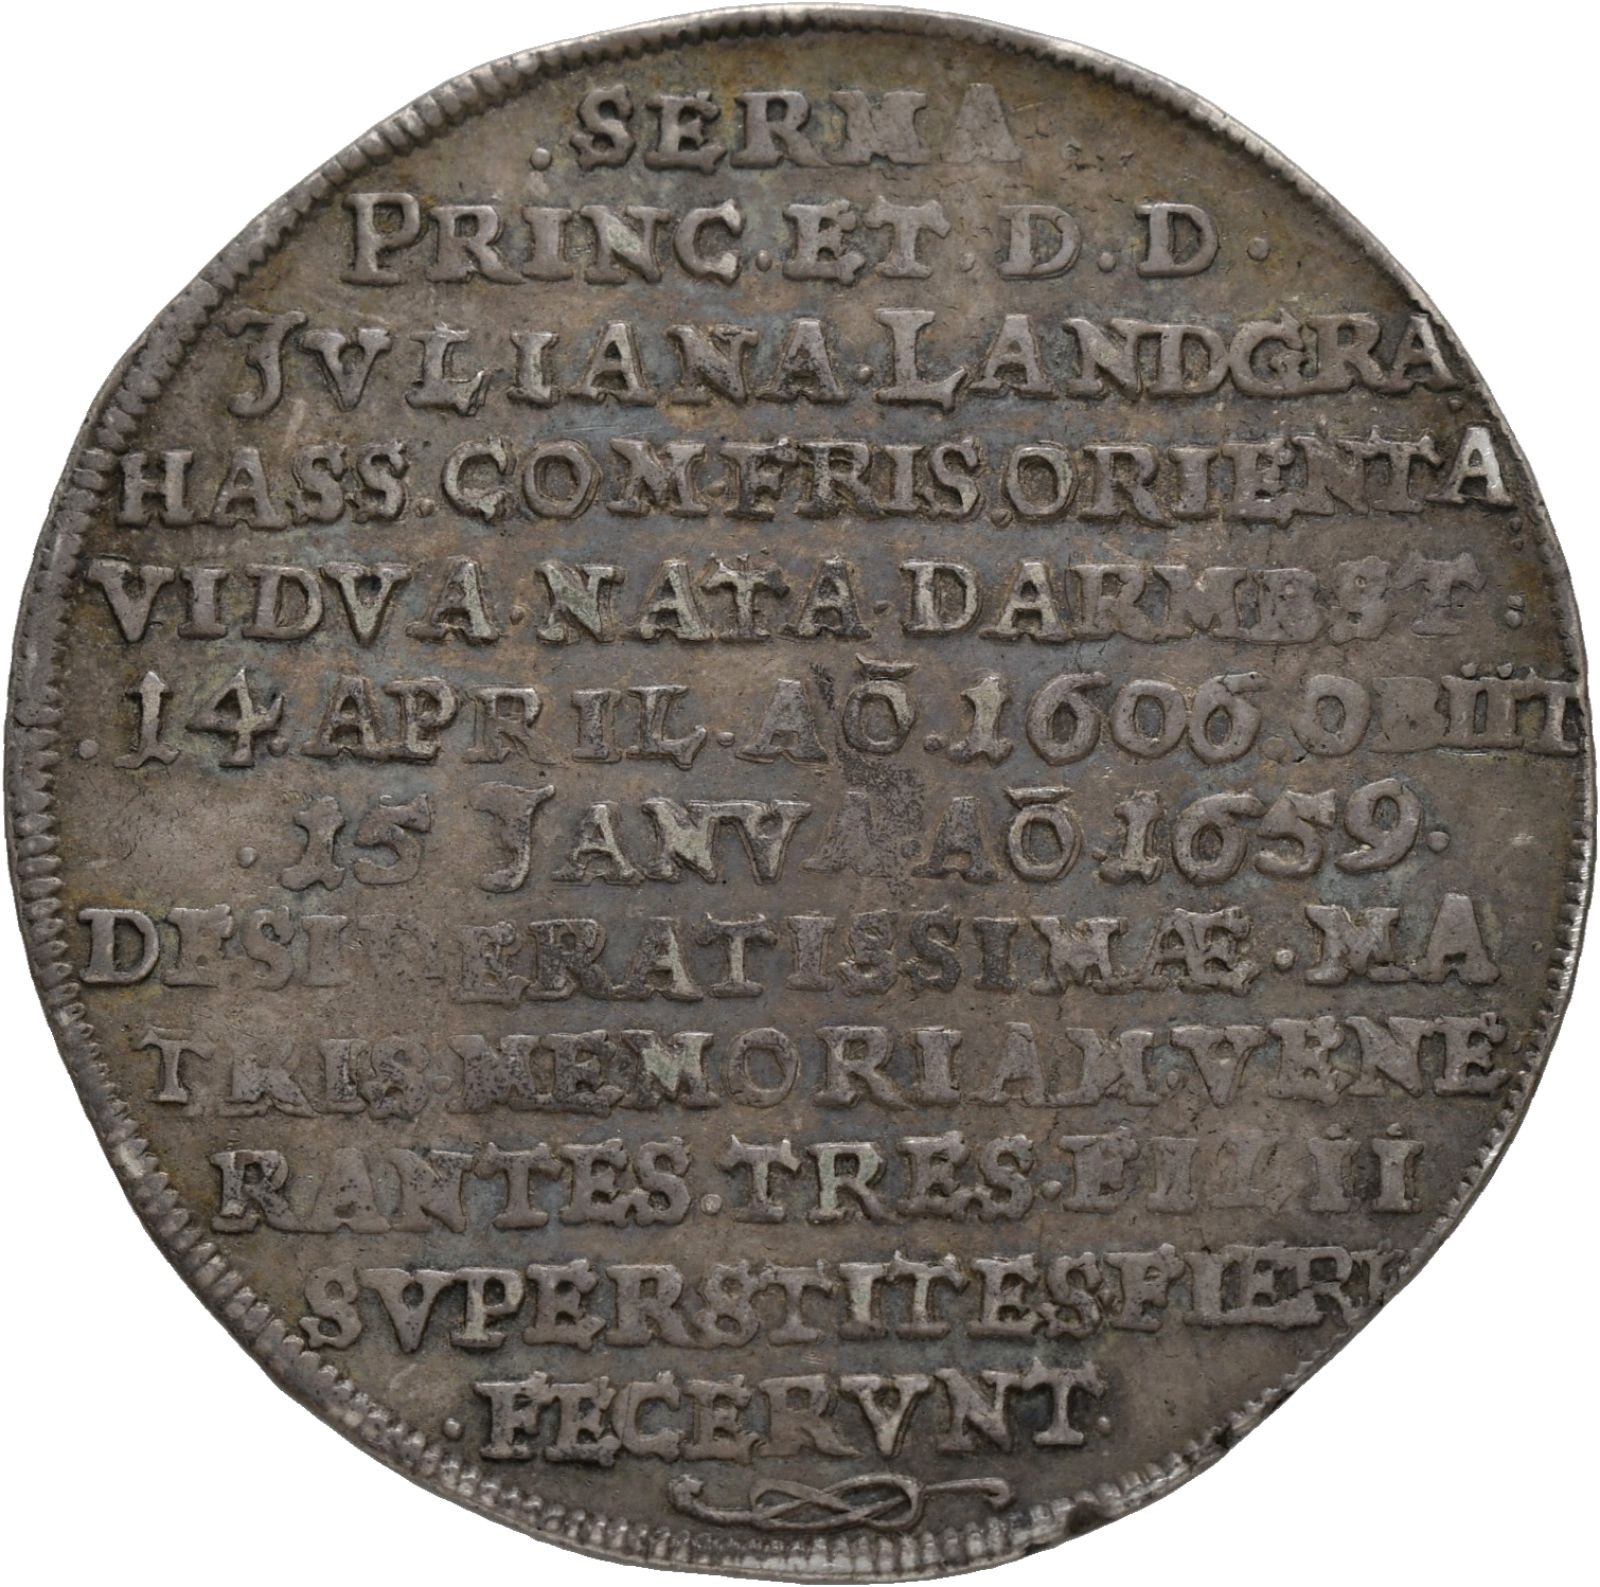 . SERMA
PRINC . ET . D . D .
JVLIANA . LANDGRA .
HASS . COM . FRIS . ORIENTA :
VIDVA . NATA . DARMBST :
. 14 . APRIL . AŌ . 1606 . OBIIT
. 15 JANVA . AŌ 1659 .
DESIDERATISSIMÆ . MA
TRIS . MEMORIAM . VENE
RANTES . TRES . FILII
SVPERSTITES . FIERI
. FECERVNT .